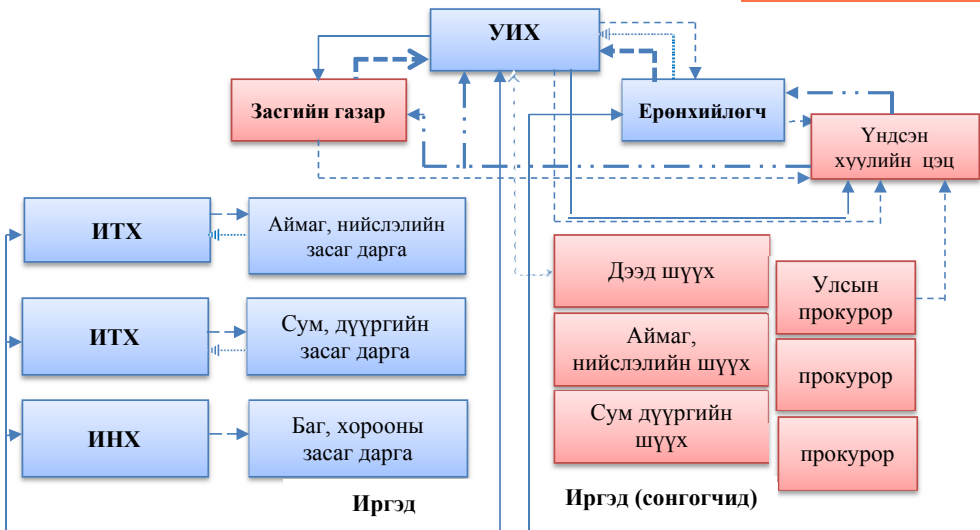 УИХ
Засгийн газар
Ерөнхийлөгч
Үндсэн
хуулийн цэц
ИТХ
Аймаг, нийслэлийн
засаг дарга
ИТХ
Сум, дүүргийн
засаг дарга
ИНХ
Баг, хорооны
засаг дарга
Дээд шүүх
Улсын
прокурор
Аймаг,
нийслэлийн шүүх
прокурор
Сум дүүргийн
шүүх
прокурор
Иргэд
Иргэд (сонгогчид)